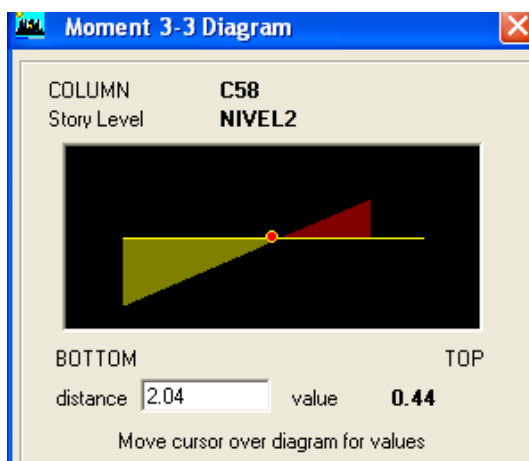 Moment 3-3 Diagram
COLUMN C58
Story Level NIVEL2
BOTTOM TOP
distance 2.04 value 0.44
Move cursor over diagram for values